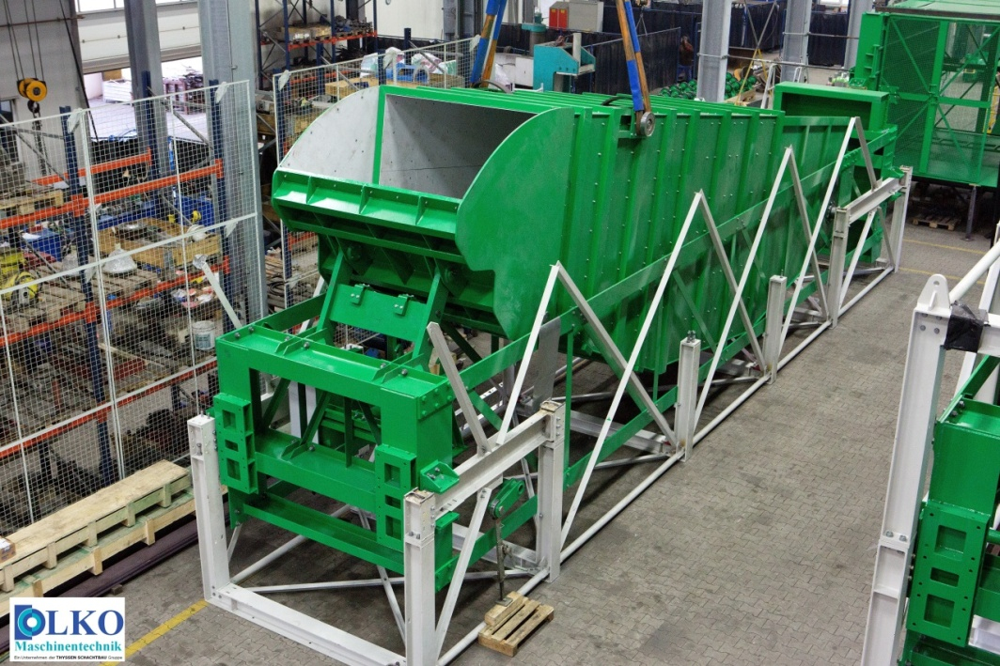 OLKO
Maschinentechnik
Ein Unternehmen der THYSSEN SCHACHTBAU Gruppe